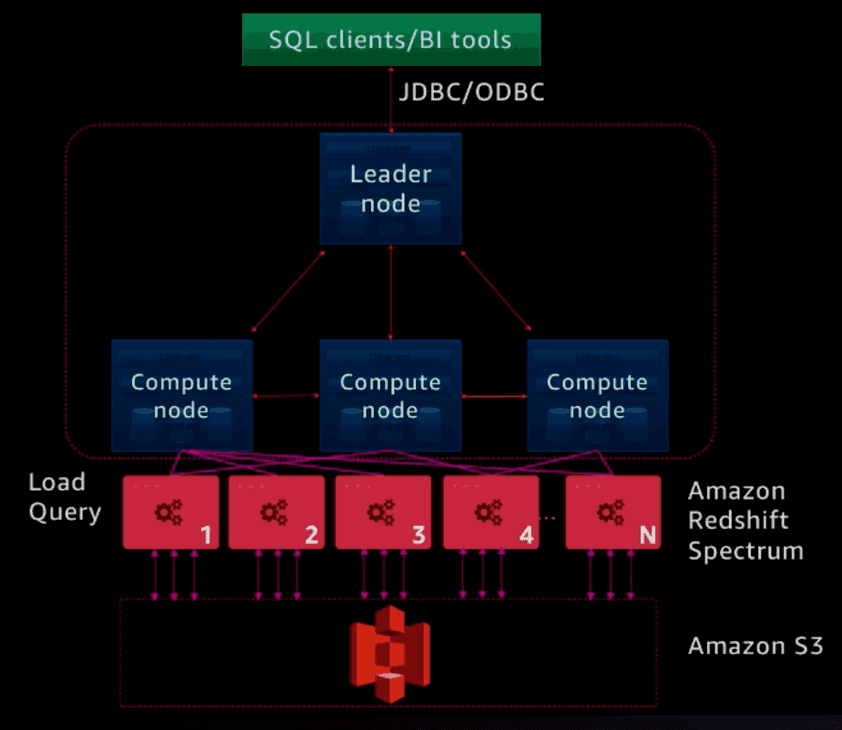 SQL clients/BI tools
JDBC/ODBC
Leader
node
Compute
node
Compute
node
Compute
node
Load
Query
1
2
3
4
...
N
Amazon
Redshift
Spectrum
Amazon S3